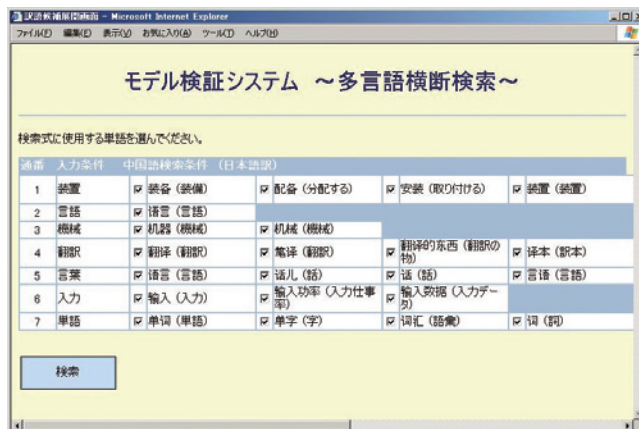 訳語候補展開画面 - Microsoft Internet Explorer
ファイル(F) 編集(E) 表示(V) お気に入り(A) ツール(T) ヘルプ(H)
モデル検証システム ～多言語横断検索～
検索式に使用する単語を選んでください。
通番 入力条件 中国語検索条件 (日本語訳)
1 装置 装备 (装備) 配备 (分配する) 安装 (取り付ける) 装置 (装置)
2 言語 语言 (言語)
3 機械 机器 (機械) 机械 (機械)
4 翻訳 翻译 (翻訳) 笔译 (翻訳) 翻译的东西 (翻訳の物) 译本 (訳本)
5 言葉 语言 (言語) 话儿 (話) 话 (話) 言语 (言語)
6 入力 输入 (入力) 输入功率 (入力仕事率) 输入数据 (入力データ)
7 単語 单词 (単語) 单字 (字) 词汇 (語彙) 词 (詞)
検索